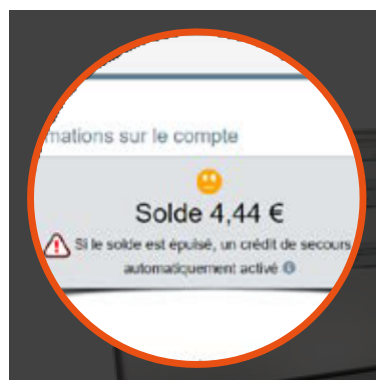 mations sur le compte
Solde 4,44 €
Si le solde est épuisé, un crédit de secours
automatiquement activé